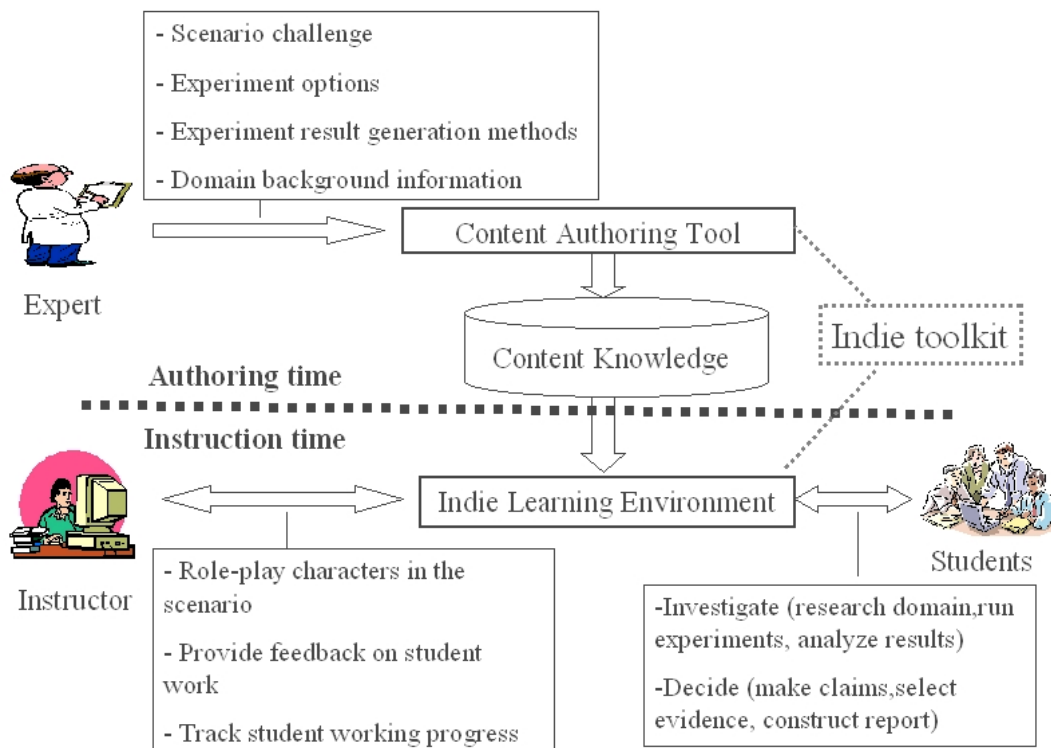 - Scenario challenge
- Experiment options
- Experiment result generation methods
- Domain background information
Expert
Content Authoring Tool
Content Knowledge
Indie toolkit
Authoring time
Instruction time
Indie Learning Environment
Instructor
Students
- Role-play characters in the
scenario
- Provide feedback on student
work
- Track student working progress
-Investigate (research domain,run
experiments, analyze results)
-Decide (make claims,select
evidence, construct report)